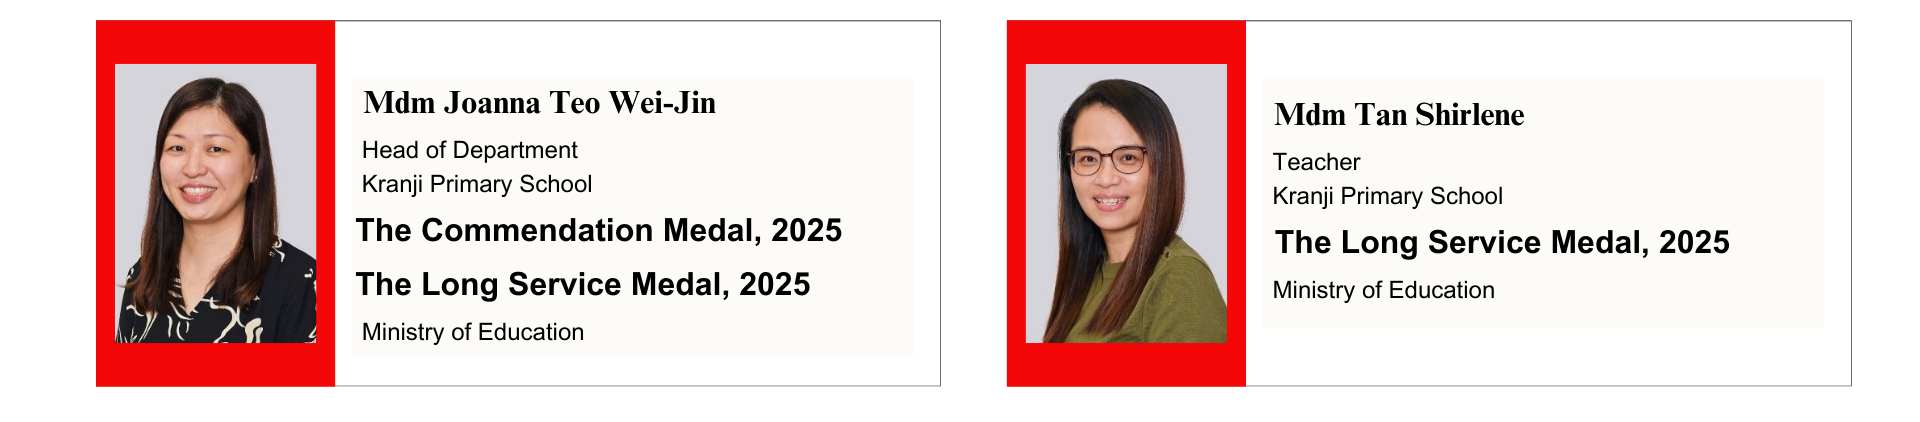 Mdm Joanna Teo Wei-Jin
Head of Department
Kranji Primary School
The Commendation Medal, 2025
The Long Service Medal, 2025
Ministry of Education
Mdm Tan Shirlene
Teacher
Kranji Primary School
The Long Service Medal, 2025
Ministry of Education